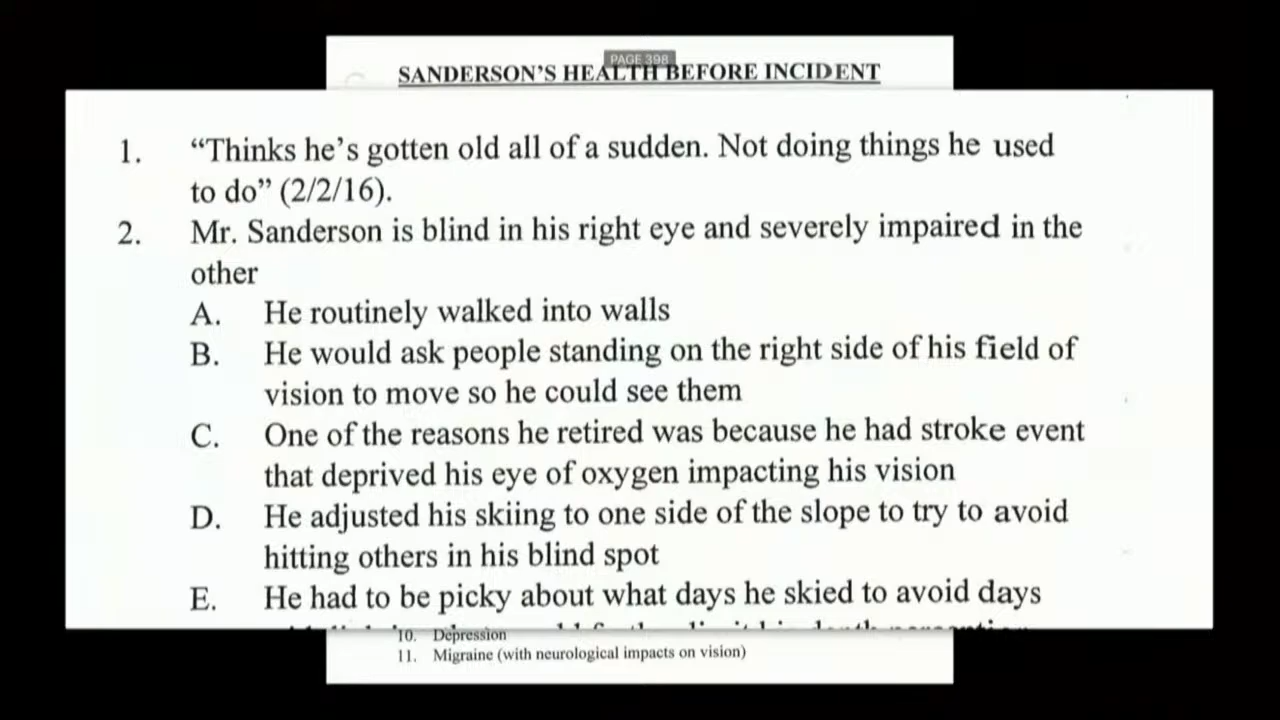 PAGE 398
SANDERSON'S HEALTH BEFORE INCIDENT
1. “Thinks he’s gotten old all of a sudden. Not doing things he used
to do” (2/2/16).
2. Mr. Sanderson is blind in his right eye and severely impaired in the
other
A. He routinely walked into walls
B. He would ask people standing on the right side of his field of
vision to move so he could see them
C. One of the reasons he retired was because he had stroke event
that deprived his eye of oxygen impacting his vision
D. He adjusted his skiing to one side of the slope to try to avoid
hitting others in his blind spot
E. He had to be picky about what days he skied to avoid days
10. Depression
11. Migraine (with neurological impacts on vision)